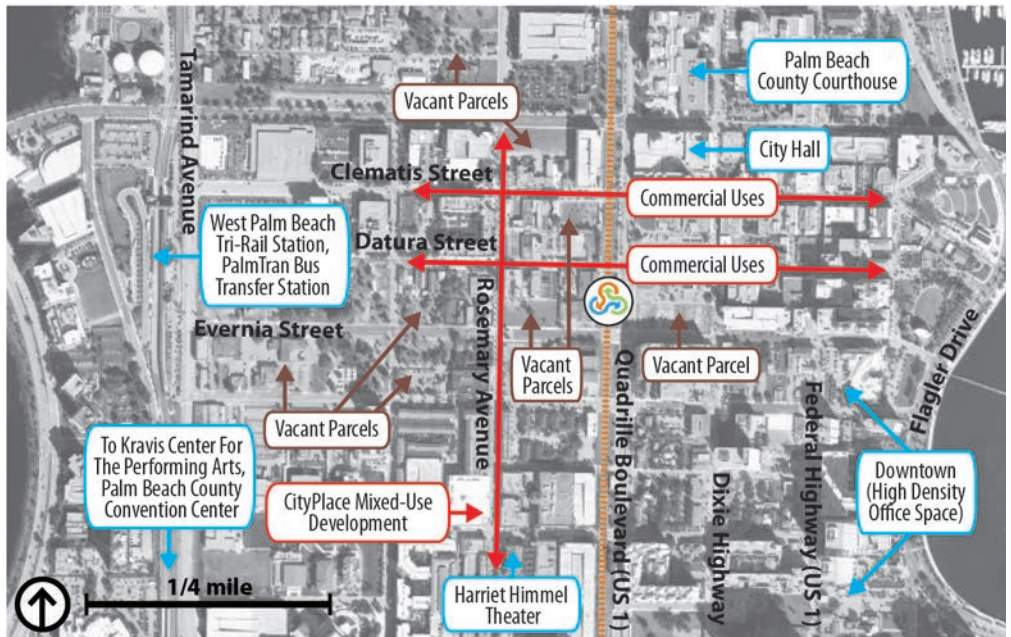 Tamarind Avenue
Vacant Parcels
Palm Beach
County Courthouse
City Hall
Clematis Street
Commercial Uses
West Palm Beach
Tri-Rail Station,
PalmTran Bus
Transfer Station
Datura Street
Commercial Uses
Rosemary Avenue
Evernia Street
Vacant
Parcels
Vacant Parcel
Quadrille Boulevard (US 1)
Flagler Drive
Federal Highway (US 1)
Dixie Highway
Vacant Parcels
To Kravis Center For
The Performing Arts,
Palm Beach County
Convention Center
CityPlace Mixed-Use
Development
Downtown
(High Density
Office Space)
Harriet Himmel
Theater
1/4 mile